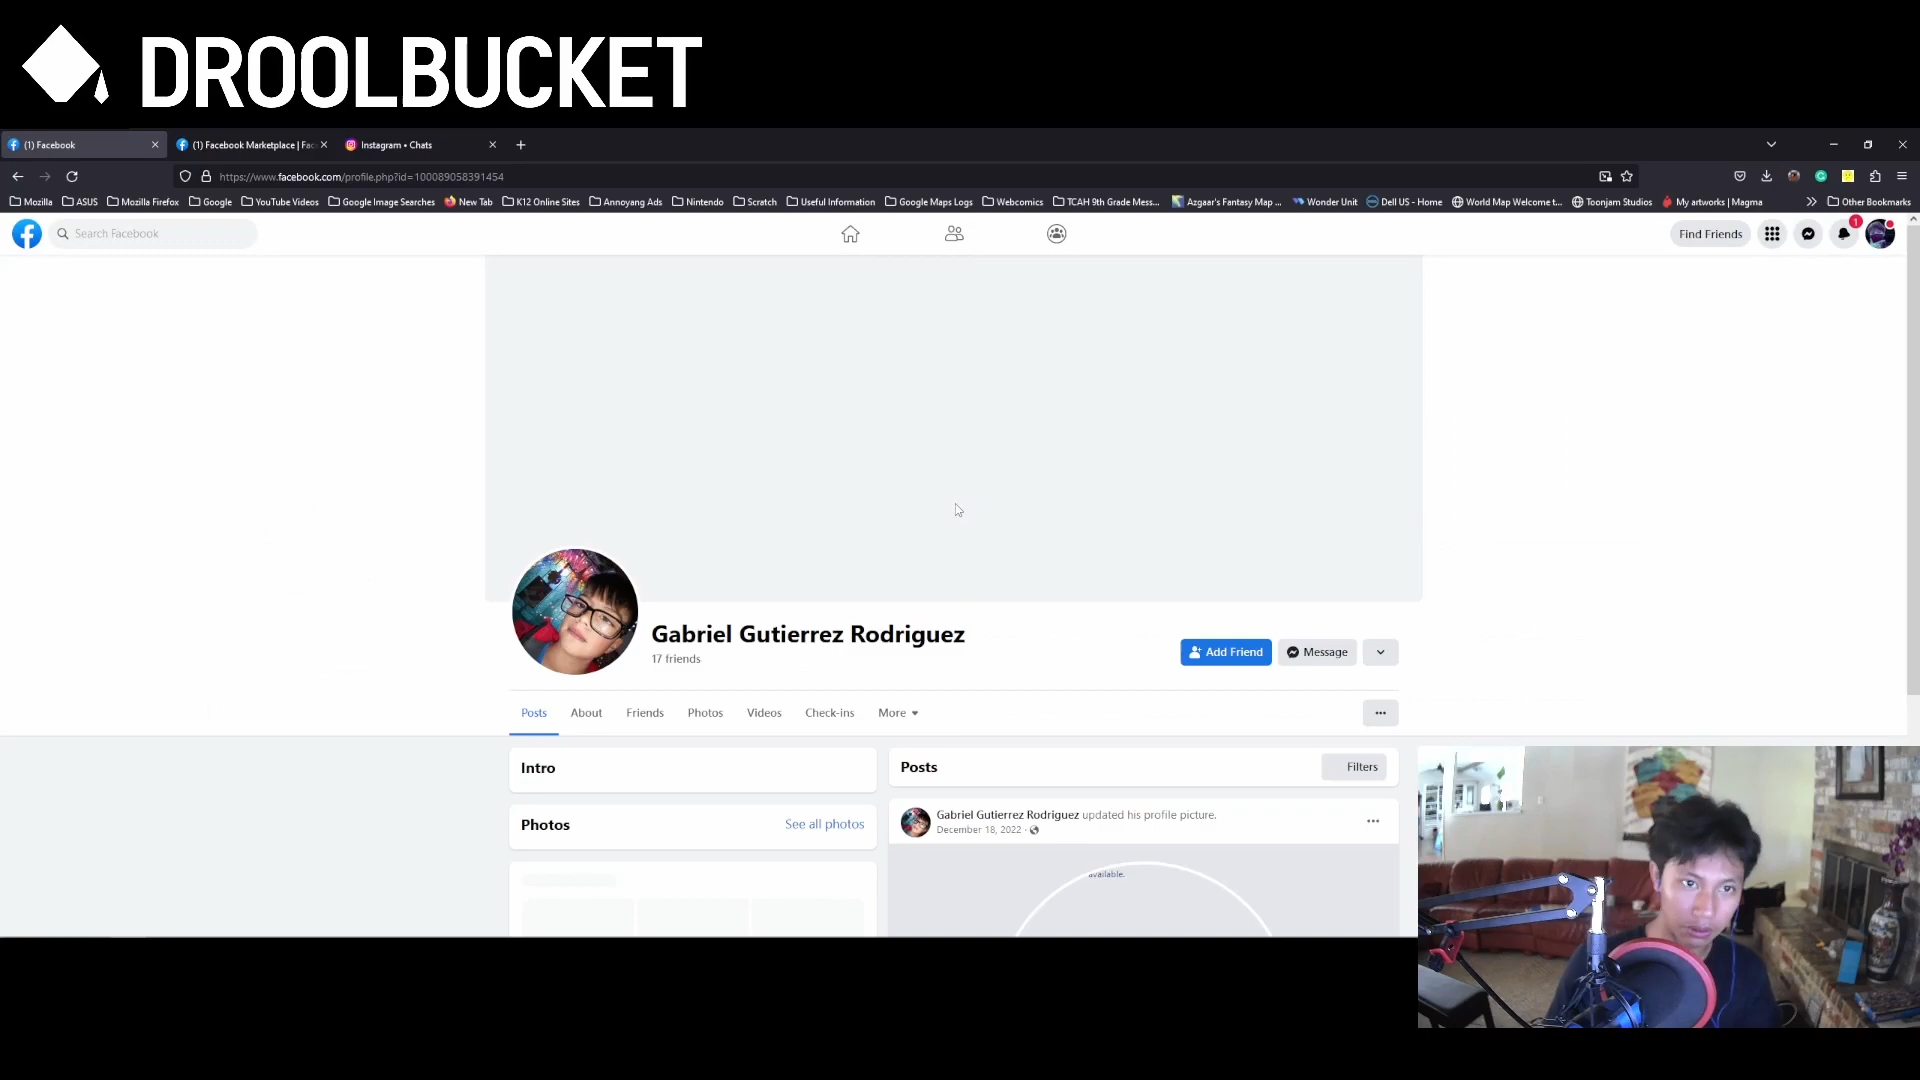 DROOLBUCKET
(1) Facebook
(1) Facebook Marketplace | Fac
Instagram • Chats
https://www.facebook.com/profile.php?id=100089058391454
Mozilla
ASUS
Mozilla Firefox
Google
YouTube Videos
Google Image Searches
New Tab
K12 Online Sites
Annoyang Ads
Nintendo
Scratch
Useful Information
Google Maps Logs
Webcomics
TCAH 9th Grade Mess...
Azgaar's Fantasy Map ...
Wonder Unit
Dell US - Home
World Map Welcome t...
Toonjam Studios
My artworks | Magma
Other Bookmarks
Search Facebook
Find Friends
1
Gabriel Gutierrez Rodriguez
17 friends
Add Friend
Message
Posts
About
Friends
Photos
Videos
Check-ins
More
Intro
Posts
Filters
Photos
See all photos
Gabriel Gutierrez Rodriguez updated his profile picture.
December 18, 2022 ·
available.